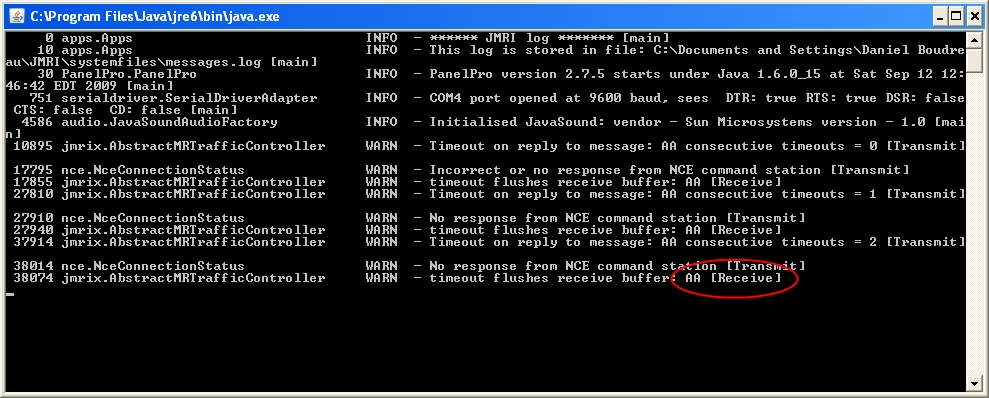 C:\Program Files\Java\jre6\bin\java.exe
0 apps.Apps INFO - ****** JMRI log ******* [main]
10 apps.Apps INFO - This log is stored in file: C:\Documents and Settings\Daniel Boudre
au\JMRI\systemfiles\messages.log [main]
30 PanelPro.PanelPro INFO - PanelPro version 2.7.5 starts under Java 1.6.0_15 at Sat Sep 12 12:
46:42 EDT 2009 [main]
751 serialdriver.SerialDriverAdapter INFO - COM4 port opened at 9600 baud, sees DTR: true RTS: true DSR: false
CTS: false CD: false [main]
4586 audio.JavaSoundAudioFactory INFO - Initialised JavaSound: vendor - Sun Microsystems version - 1.0 [mai
n]
10895 jmrix.AbstractMRTrafficController WARN - Timeout on reply to message: AA consecutive timeouts = 0 [Transmit]
17795 nce.NceConnectionStatus WARN - Incorrect or no response from NCE command station [Transmit]
17855 jmrix.AbstractMRTrafficController WARN - timeout flushes receive buffer: AA [Receive]
27810 jmrix.AbstractMRTrafficController WARN - Timeout on reply to message: AA consecutive timeouts = 1 [Transmit]
27910 nce.NceConnectionStatus WARN - No response from NCE command station [Transmit]
27940 jmrix.AbstractMRTrafficController WARN - timeout flushes receive buffer: AA [Receive]
37914 jmrix.AbstractMRTrafficController WARN - Timeout on reply to message: AA consecutive timeouts = 2 [Transmit]
38014 nce.NceConnectionStatus WARN - No response from NCE command station [Transmit]
38074 jmrix.AbstractMRTrafficController WARN - timeout flushes receive buffer: AA [Receive]